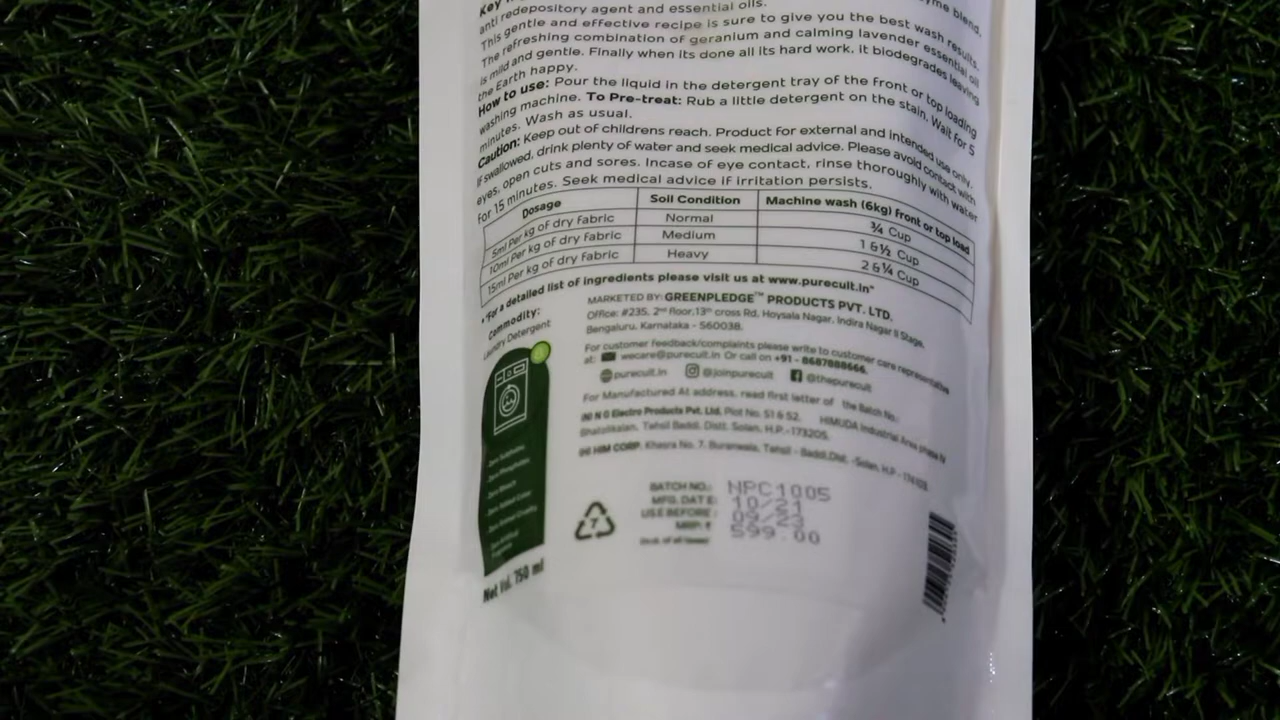 Key
yme blend,
anti redepository agent and essential oils.
This gentle and effective recipe is sure to give you the best wash results.
The refreshing combination of geranium and calming lavender essential oil
is mild and gentle. Finally when its done all its hard work, it biodegrades leaving
the Earth happy.
How to use: Pour the liquid in the detergent tray of the front or top loading
washing machine. To Pre-treat: Rub a little detergent on the stain. Wait for 5
minutes. Wash as usual.
Caution: Keep out of childrens reach. Product for external and intended use only.
If swallowed, drink plenty of water and seek medical advice. Please avoid contact with
eyes, open cuts and sores. Incase of eye contact, rinse thoroughly with water
for 15 minutes. Seek medical advice if irritation persists.
Dosage Soil Condition Machine wash (6kg) front or top load
5ml Per kg of dry fabric Normal ¾ Cup
10ml Per kg of dry fabric Medium 1 & ½ Cup
15ml Per kg of dry fabric Heavy 2 & ¼ Cup
• *For a detailed list of ingredients please visit us at www.purecult.in"
Commodity:
Laundry Detergent
MARKETED BY: GREENPLEDGE™ PRODUCTS PVT. LTD.
Office: #235, 2nd floor,13th cross Rd, Hoysala Nagar, Indira Nagar II Stage,
Bengaluru, Karnataka - 560038.
For customer feedback/complaints please write to customer care representative
at: wecare@purecult.in Or call on +91 - 8687888666.
purecult.in @joinpurecult @thepurecult
For Manufactured At address, read first letter of the Batch No:
(N) N G Electro Products Pvt. Ltd. Plot No. 51 & 52, HIMUDA Industrial Area phase IV
Bhatolikalan, Tahsil Baddi, Distt. Solan, H.P.-173205.
(H) HIM CORP. Khasra No. 7, Buranwala, Tehsil - Baddi,Dist. -Solan, H.P -
BATCH NO.: NPC1005
MFG. DATE: 10/21
USE BEFORE:
MRP: ₹ 599.00
(Incl. of all taxes)
7
Net Vol. 750 ml